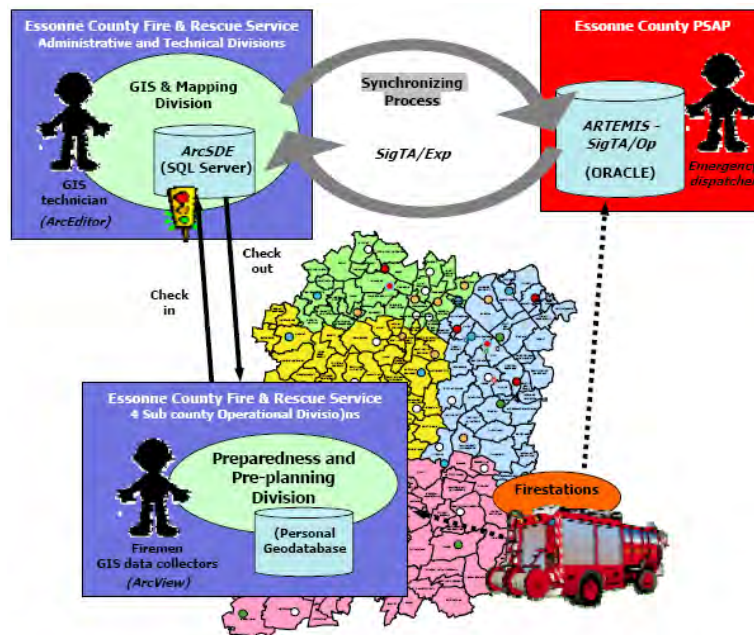 Essonne County Fire & Rescue Service
Administrative and Technical Divisions
GIS & Mapping
Division
ArcSDE
(SQL Server)
GIS
technician
(ArcEditor)
Synchronizing
Process
SigTA/Exp
Essonne County PSAP
ARTEMIS -
SigTA/Op
(ORACLE)
Emergency
dispatcher
Check
out
Check
in
Essonne County Fire & Rescue Service
4 Sub county Operational Divisio)ns
Preparedness and
Pre-planning
Division
(Personal
Geodatabase
Firemen
GIS data collectors
(ArcView)
Firestations